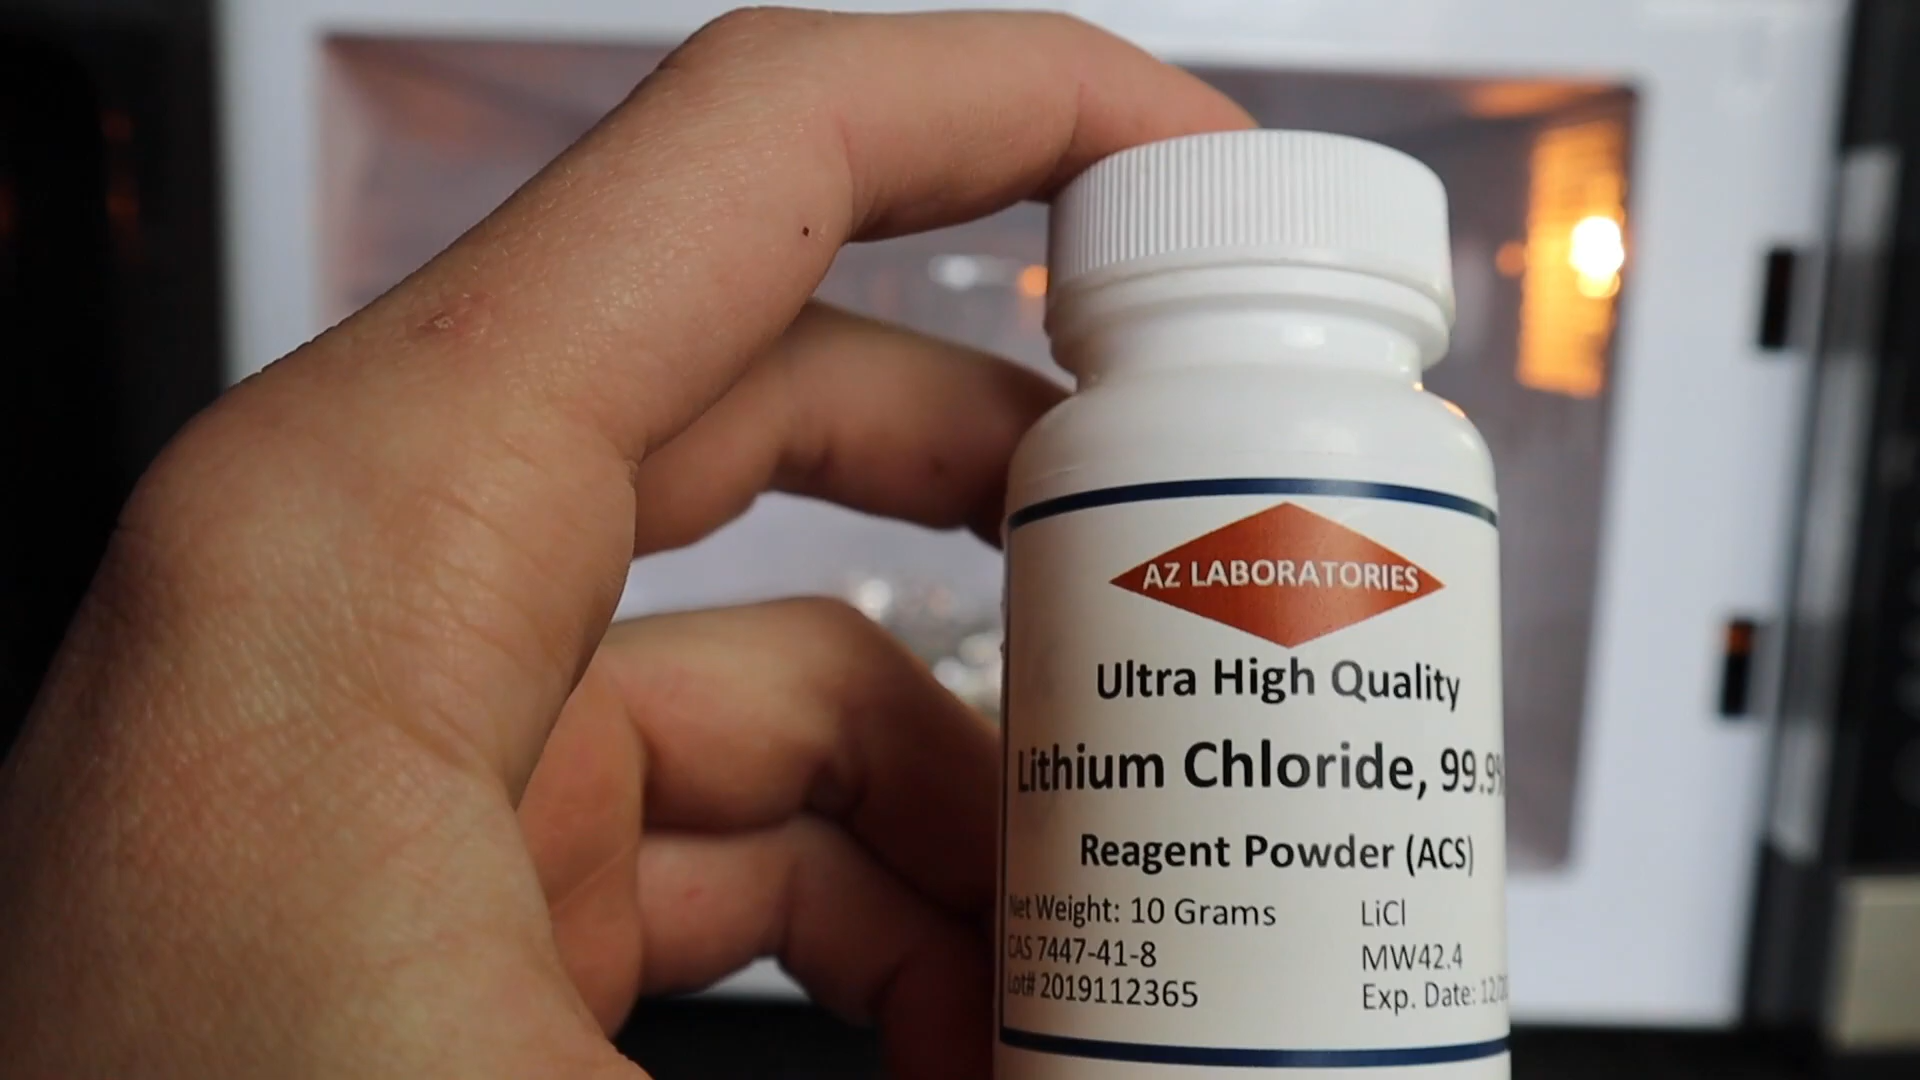 AZ LABORATORIES
Ultra High Quality
Lithium Chloride, 99.9%
Reagent Powder (ACS)
Net Weight: 10 Grams
LiCl
CAS 7447-41-8
MW42.4
Lot# 2019112365
Exp. Date: